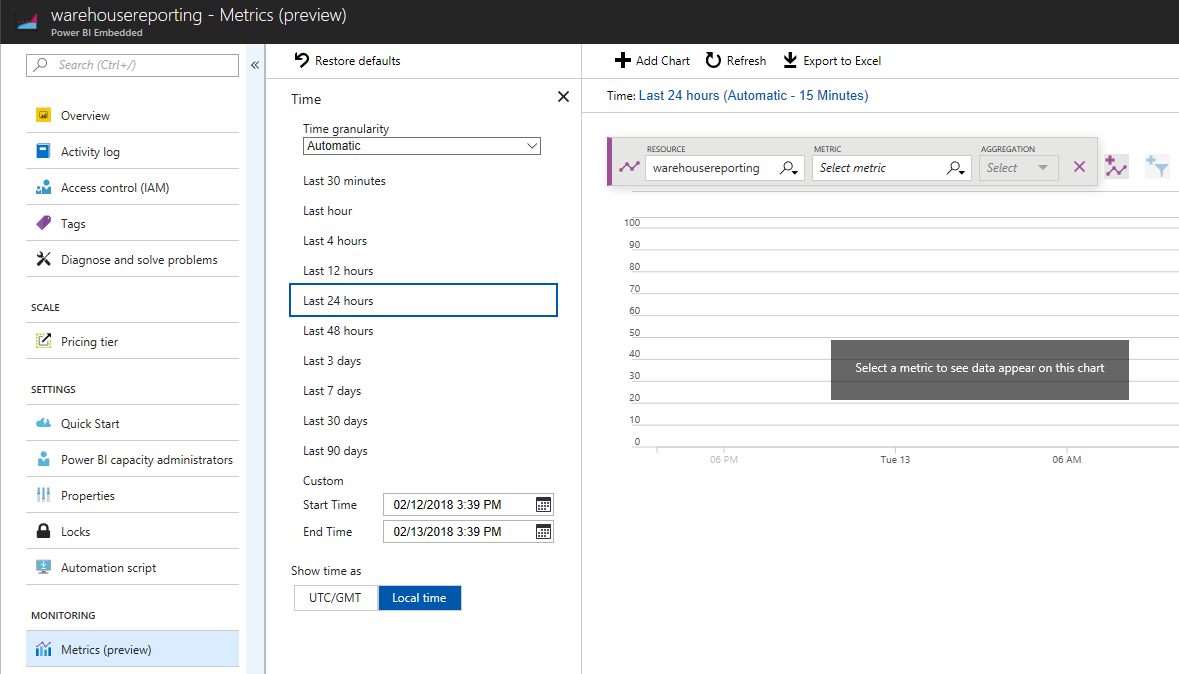 warehousereporting - Metrics (preview)
Power BI Embedded
Search (Ctrl+/)
«
Overview
Activity log
Access control (IAM)
Tags
Diagnose and solve problems
SCALE
Pricing tier
SETTINGS
Quick Start
Power BI capacity administrators
Properties
Locks
Automation script
MONITORING
Metrics (preview)
Restore defaults
Time
Time granularity
Automatic
Last 30 minutes
Last hour
Last 4 hours
Last 12 hours
Last 24 hours
Last 48 hours
Last 3 days
Last 7 days
Last 30 days
Last 90 days
Custom
Start Time 02/12/2018 3:39 PM
End Time 02/13/2018 3:39 PM
Show time as
UTC/GMT Local time
Add Chart Refresh Export to Excel
Time: Last 24 hours (Automatic - 15 Minutes)
RESOURCE METRIC AGGREGATION
warehousereporting Select metric Select
100
90
80
70
60
50
40
30
20
10
0
Select a metric to see data appear on this chart
06 PM Tue 13 06 AM